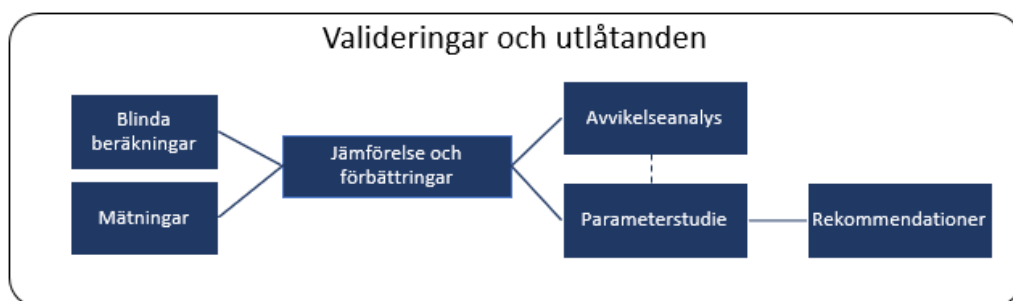 Valideringar och utlåtanden
Blinda
beräkningar
Mätningar
Jämförelse och
förbättringar
Avvikelseanalys
Parameterstudie
Rekommendationer